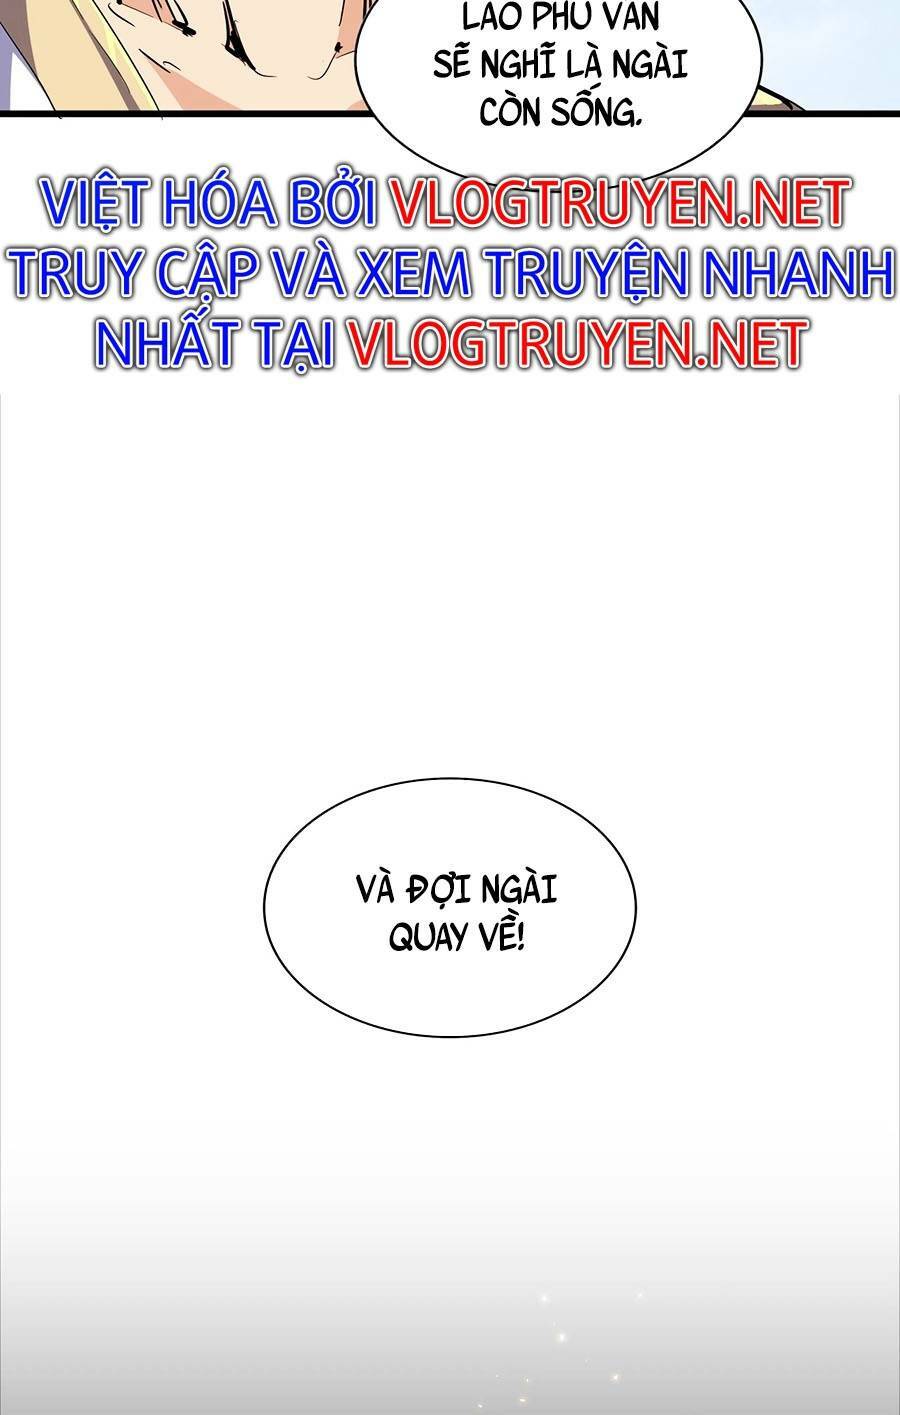 LÃO PHU VẪN
SẼ NGHĨ LÀ NGÀI
CÒN SỐNG.
VIỆT HÓA BỞI VLOGTRUYEN.NET
TRUY CẬP VÀ XEM TRUYỆN NHANH
NHẤT TẠI VLOGTRUYEN.NET
VÀ ĐỢI NGÀI
QUAY VỀ!